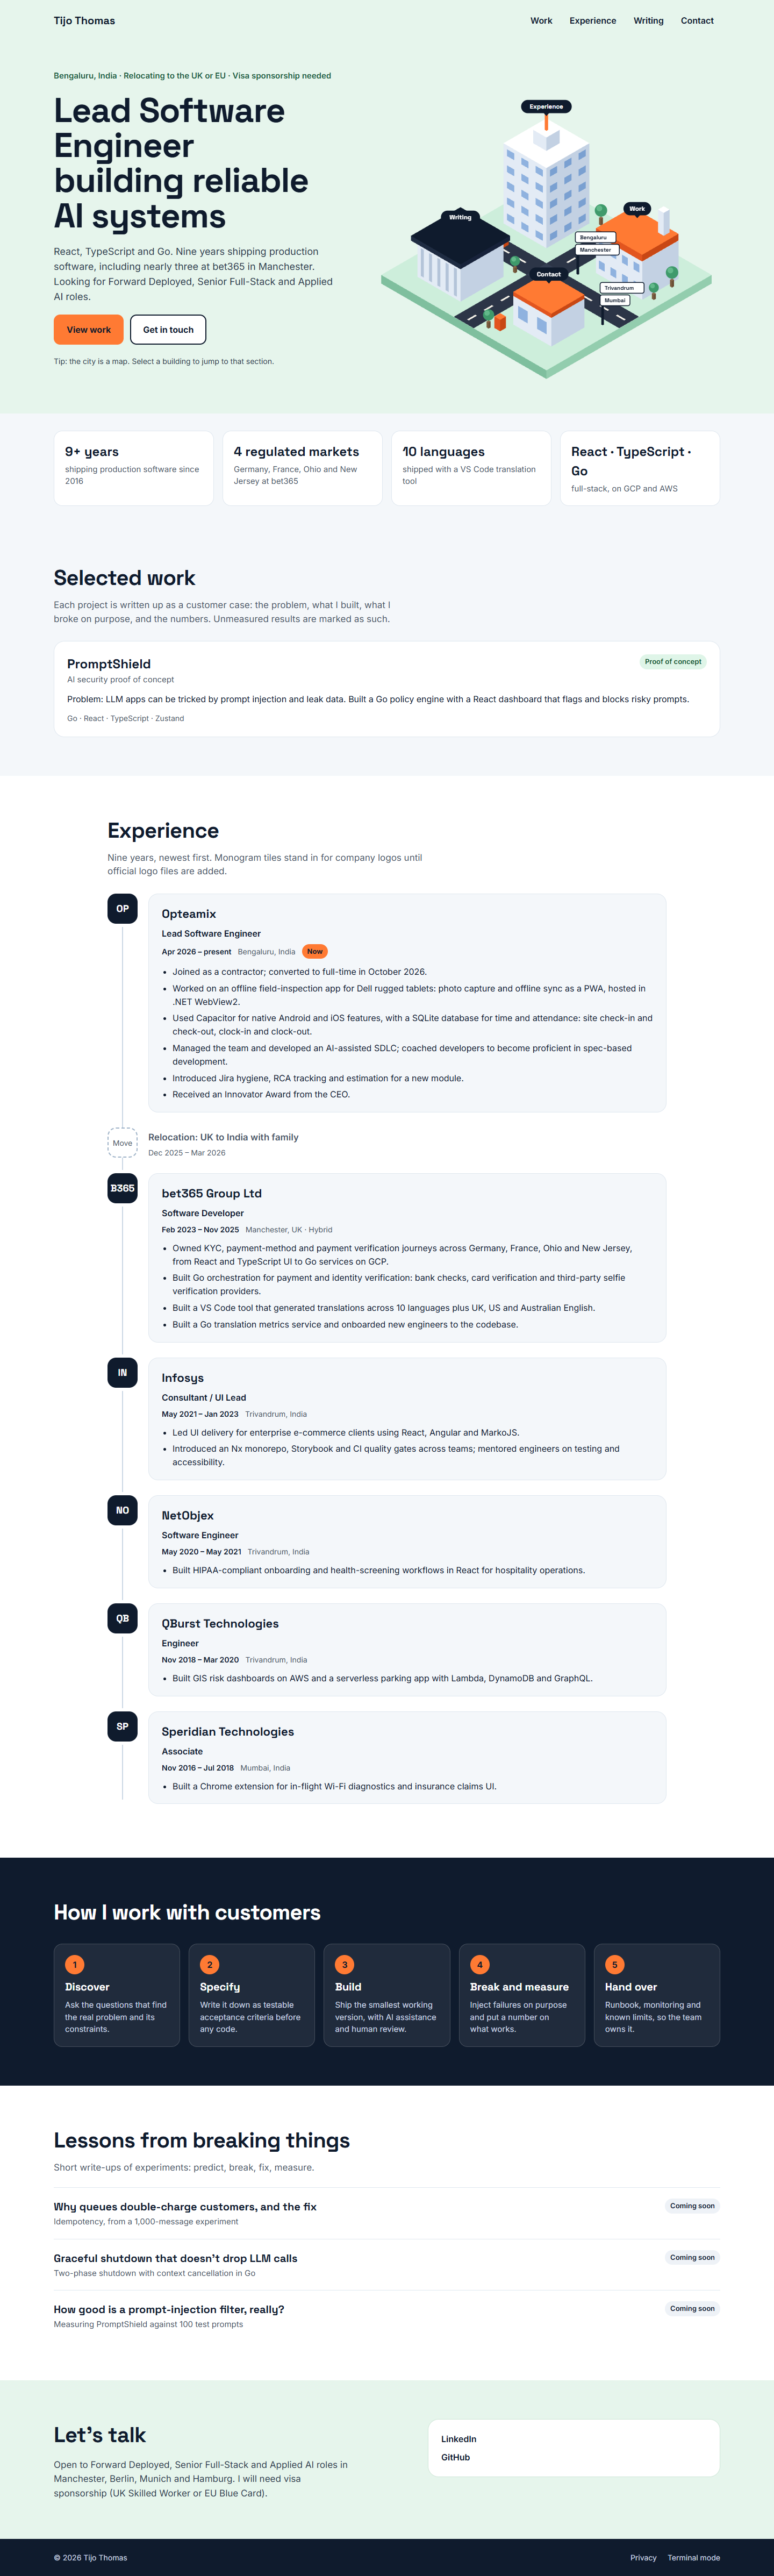 Tijo Thomas
Work Experience Writing Contact
Bengaluru, India · Relocating to the UK or EU · Visa sponsorship needed
Lead Software
Engineer
building reliable
AI systems
React, TypeScript and Go. Nine years shipping production
software, including nearly three at bet365 in Manchester.
Looking for Forward Deployed, Senior Full-Stack and Applied
AI roles.
View work Get in touch
Tip: the city is a map. Select a building to jump to that section.
Experience
Writing
Work
Bengaluru
Manchester
Contact
Trivandrum
Mumbai
9+ years
shipping production software since
2016
4 regulated markets
Germany, France, Ohio and New
Jersey at bet365
10 languages
shipped with a VS Code translation
tool
React · TypeScript ·
Go
full-stack, on GCP and AWS
Selected work
Each project is written up as a customer case: the problem, what I built, what I
broke on purpose, and the numbers. Unmeasured results are marked as such.
PromptShield
Proof of concept
AI security proof of concept
Problem: LLM apps can be tricked by prompt injection and leak data. Built a Go policy engine with a React dashboard that flags and blocks risky prompts.
Go · React · TypeScript · Zustand
Experience
Nine years, newest first. Monogram tiles stand in for company logos until
official logo files are added.
OP
Opteamix
Lead Software Engineer
Apr 2026 – present Bengaluru, India Now
• Joined as a contractor; converted to full-time in October 2026.
• Worked on an offline field-inspection app for Dell rugged tablets: photo capture and offline sync as a PWA, hosted in
.NET WebView2.
• Used Capacitor for native Android and iOS features, with a SQLite database for time and attendance: site check-in and
check-out, clock-in and clock-out.
• Managed the team and developed an AI-assisted SDLC; coached developers to become proficient in spec-based
development.
• Introduced Jira hygiene, RCA tracking and estimation for a new module.
• Received an Innovator Award from the CEO.
Move
Relocation: UK to India with family
Dec 2025 – Mar 2026
B365
bet365 Group Ltd
Software Developer
Feb 2023 – Nov 2025 Manchester, UK · Hybrid
• Owned KYC, payment-method and payment verification journeys across Germany, France, Ohio and New Jersey,
from React and TypeScript UI to Go services on GCP.
• Built Go orchestration for payment and identity verification: bank checks, card verification and third-party selfie
verification providers.
• Built a VS Code tool that generated translations across 10 languages plus UK, US and Australian English.
• Built a Go translation metrics service and onboarded new engineers to the codebase.
IN
Infosys
Consultant / UI Lead
May 2021 – Jan 2023 Trivandrum, India
• Led UI delivery for enterprise e-commerce clients using React, Angular and MarkoJS.
• Introduced an Nx monorepo, Storybook and CI quality gates across teams; mentored engineers on testing and
accessibility.
NO
NetObjex
Software Engineer
May 2020 – May 2021 Trivandrum, India
• Built HIPAA-compliant onboarding and health-screening workflows in React for hospitality operations.
QB
QBurst Technologies
Engineer
Nov 2018 – Mar 2020 Trivandrum, India
• Built GIS risk dashboards on AWS and a serverless parking app with Lambda, DynamoDB and GraphQL.
SP
Speridian Technologies
Associate
Nov 2016 – Jul 2018 Mumbai, India
• Built a Chrome extension for in-flight Wi-Fi diagnostics and insurance claims UI.
How I work with customers
1
Discover
Ask the questions that find
the real problem and its
constraints.
2
Specify
Write it down as testable
acceptance criteria before
any code.
3
Build
Ship the smallest working
version, with AI assistance
and human review.
4
Break and measure
Inject failures on purpose
and put a number on
what works.
5
Hand over
Runbook, monitoring and
known limits, so the team
owns it.
Lessons from breaking things
Short write-ups of experiments: predict, break, fix, measure.
Why queues double-charge customers, and the fix
Coming soon
Idempotency, from a 1,000-message experiment
Graceful shutdown that doesn’t drop LLM calls
Coming soon
Two-phase shutdown with context cancellation in Go
How good is a prompt-injection filter, really?
Coming soon
Measuring PromptShield against 100 test prompts
Let’s talk
Open to Forward Deployed, Senior Full-Stack and Applied AI roles in
Manchester, Berlin, Munich and Hamburg. I will need visa
sponsorship (UK Skilled Worker or EU Blue Card).
LinkedIn
GitHub
© 2026 Tijo Thomas
Privacy Terminal mode